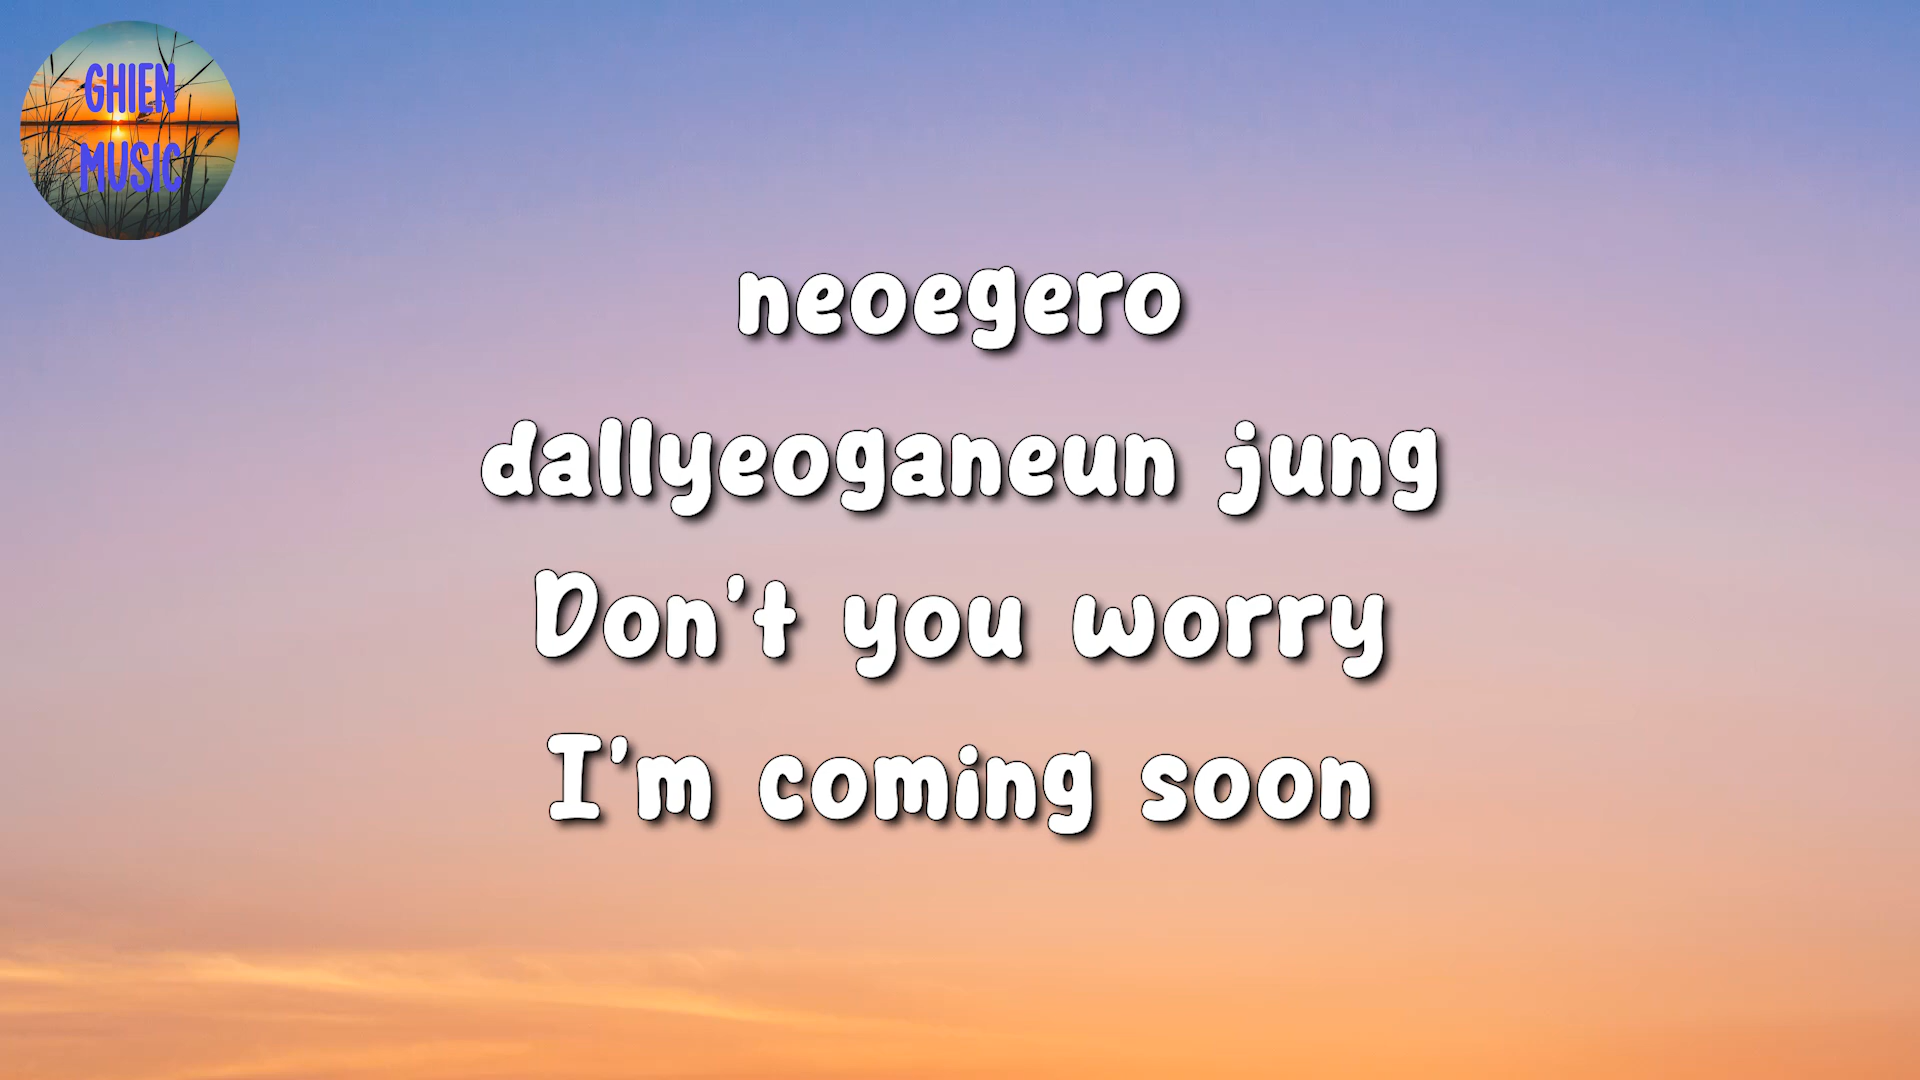 GHIEN
MUSIC
neoegero
dallyeoganeun jung
Don't you worry
I'm coming soon